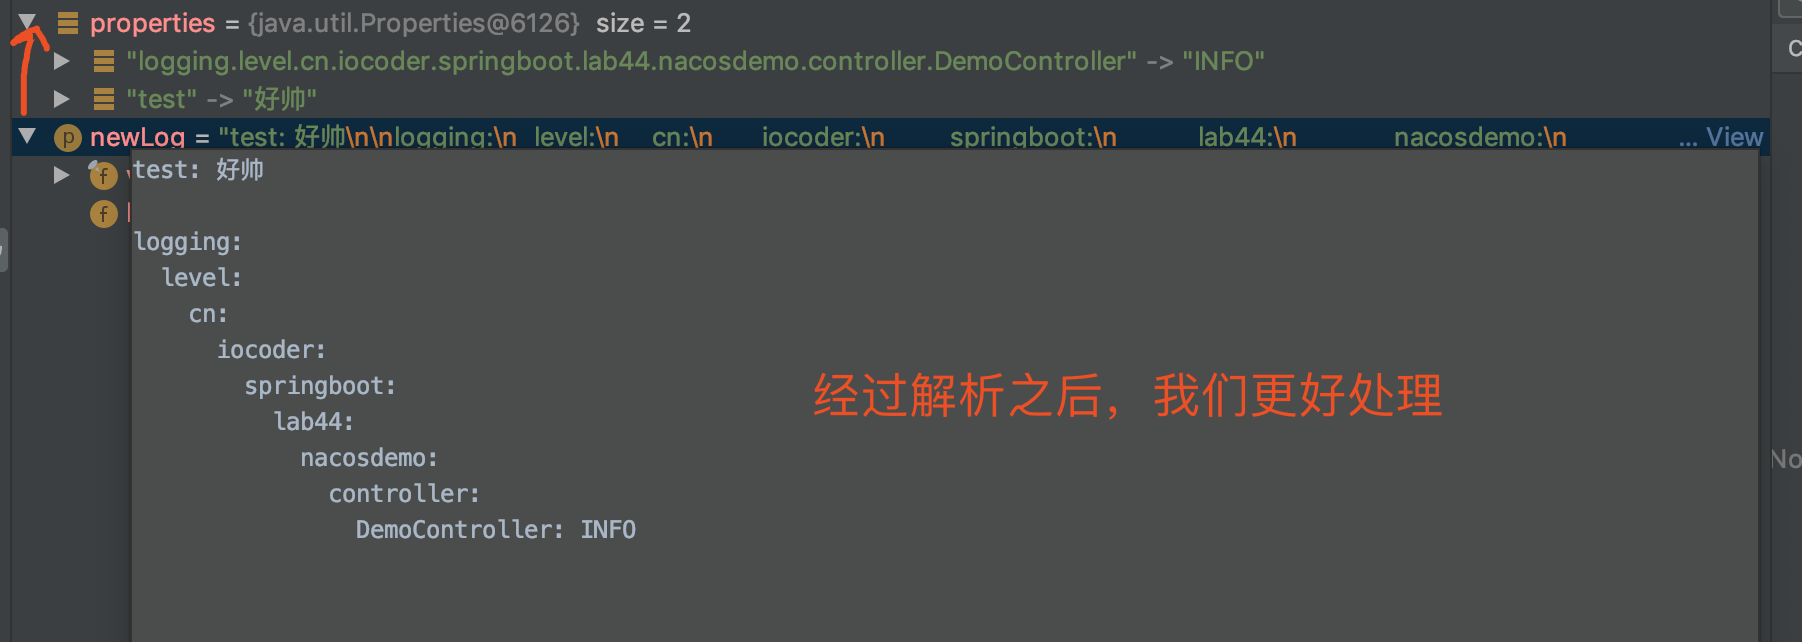 properties = {java.util.Properties@6126} size = 2
"logging.level.cn.iocoder.springboot.lab44.nacosdemo.controller.DemoController" -> "INFO"
"test" -> "好帅"
p newLog = "test: 好帅\n\nlogging:\n level:\n cn:\n iocoder:\n springboot:\n lab44:\n nacosdemo:\n ... View
f
f
test: 好帅
logging:
level:
cn:
iocoder:
springboot:
lab44:
nacosdemo:
controller:
DemoController: INFO
经过解析之后，我们更好处理
No